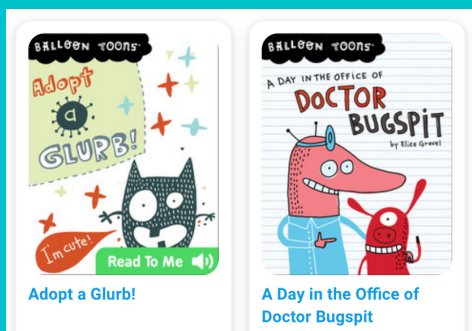 BALLOON TOONS
Adopt
a
GLURB!
I'm cute!
Read To Me
Adopt a Glurb!
BALLOON TOONS
A DAY IN THE OFFICE OF
DOCTOR
BUGSPIT
by Elise Gravel
A Day in the Office of
Doctor Bugspit